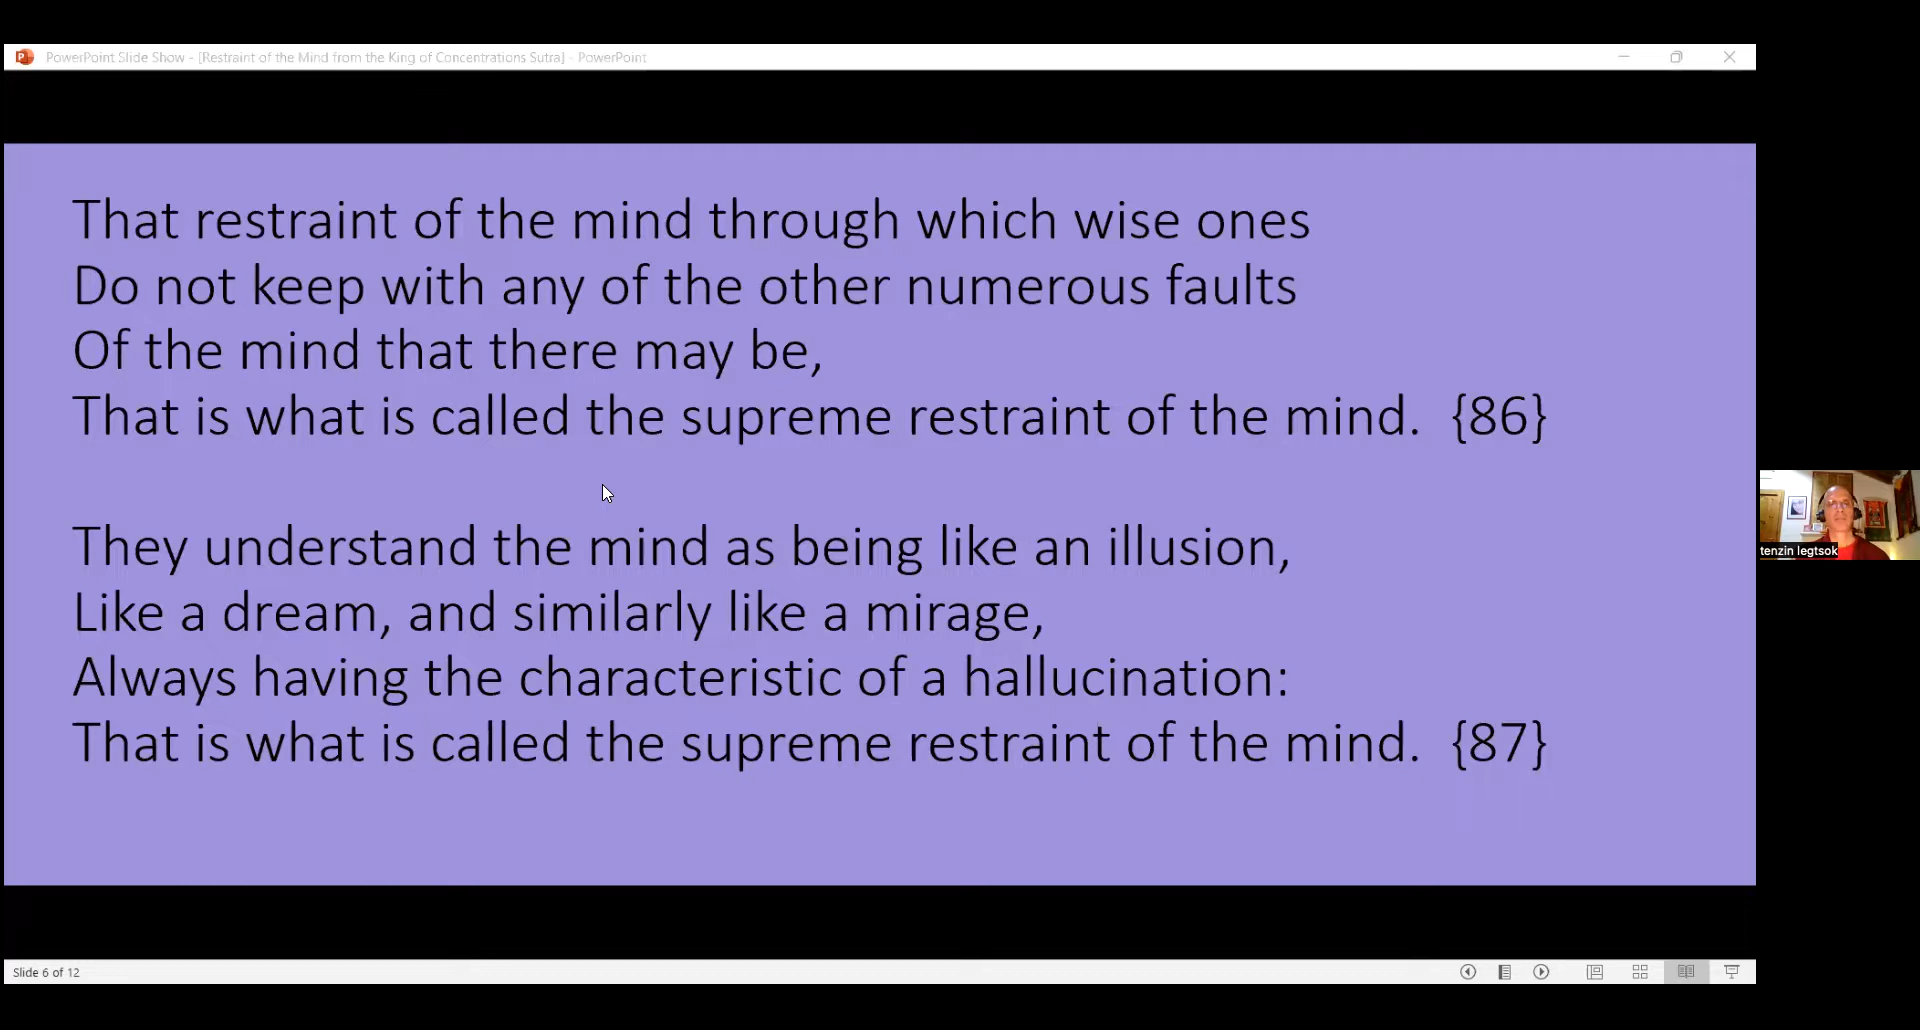 PowerPoint Slide Show - [Restraint of the Mind from the King of Concentrations Sutra] - PowerPoint
That restraint of the mind through which wise ones
Do not keep with any of the other numerous faults
Of the mind that there may be,
That is what is called the supreme restraint of the mind. {86}
They understand the mind as being like an illusion,
Like a dream, and similarly like a mirage,
Always having the characteristic of a hallucination:
That is what is called the supreme restraint of the mind. {87}
tenzin legtsok
Slide 6 of 12